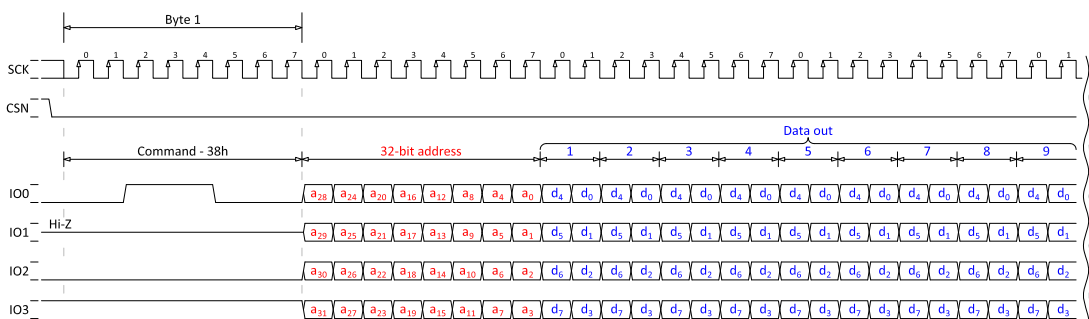 Byte 1
0 1 2 3 4 5 6 7 0 1 2 3 4 5 6 7 0 1 2 3 4 5 6 7 0 1 2 3 4 5 6 7 0 1
SCK
CSN
Data out
Command - 38h 32-bit address 1 2 3 4 5 6 7 8 9
IO0 a28 a24 a20 a16 a12 a8 a4 a0 d4 d0 d4 d0 d4 d0 d4 d0 d4 d0 d4 d0 d4 d0 d4 d0 d4 d0
Hi-Z
IO1 a29 a25 a21 a17 a13 a9 a5 a1 d5 d1 d5 d1 d5 d1 d5 d1 d5 d1 d5 d1 d5 d1 d5 d1 d5 d1
IO2 a30 a26 a22 a18 a14 a10 a6 a2 d6 d2 d6 d2 d6 d2 d6 d2 d6 d2 d6 d2 d6 d2 d6 d2 d6 d2
IO3 a31 a27 a23 a19 a15 a11 a7 a3 d7 d3 d7 d3 d7 d3 d7 d3 d7 d3 d7 d3 d7 d3 d7 d3 d7 d3